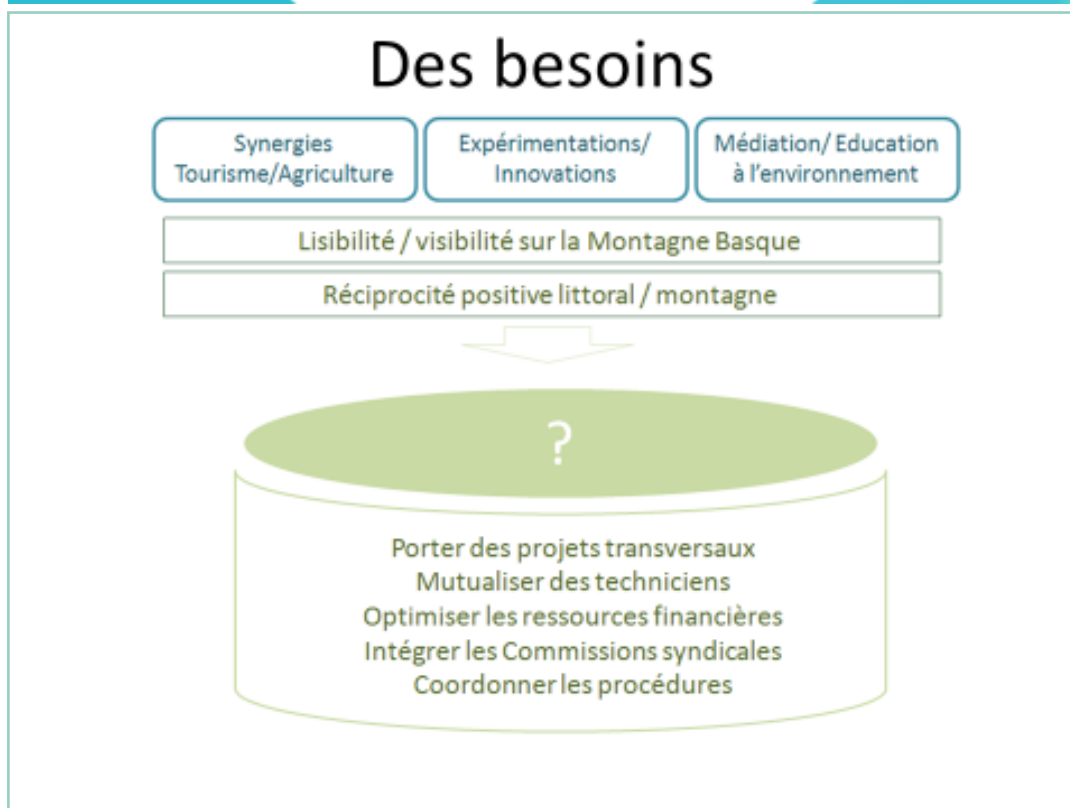 Des besoins
Synergies
Tourisme/Agriculture
Expérimentations/
Innovations
Médiation/ Education
à l'environnement
Lisibilité / visibilité sur la Montagne Basque
Réciprocité positive littoral / montagne
?
Porter des projets transversaux
Mutualiser des techniciens
Optimiser les ressources financières
Intégrer les Commissions syndicales
Coordonner les procédures